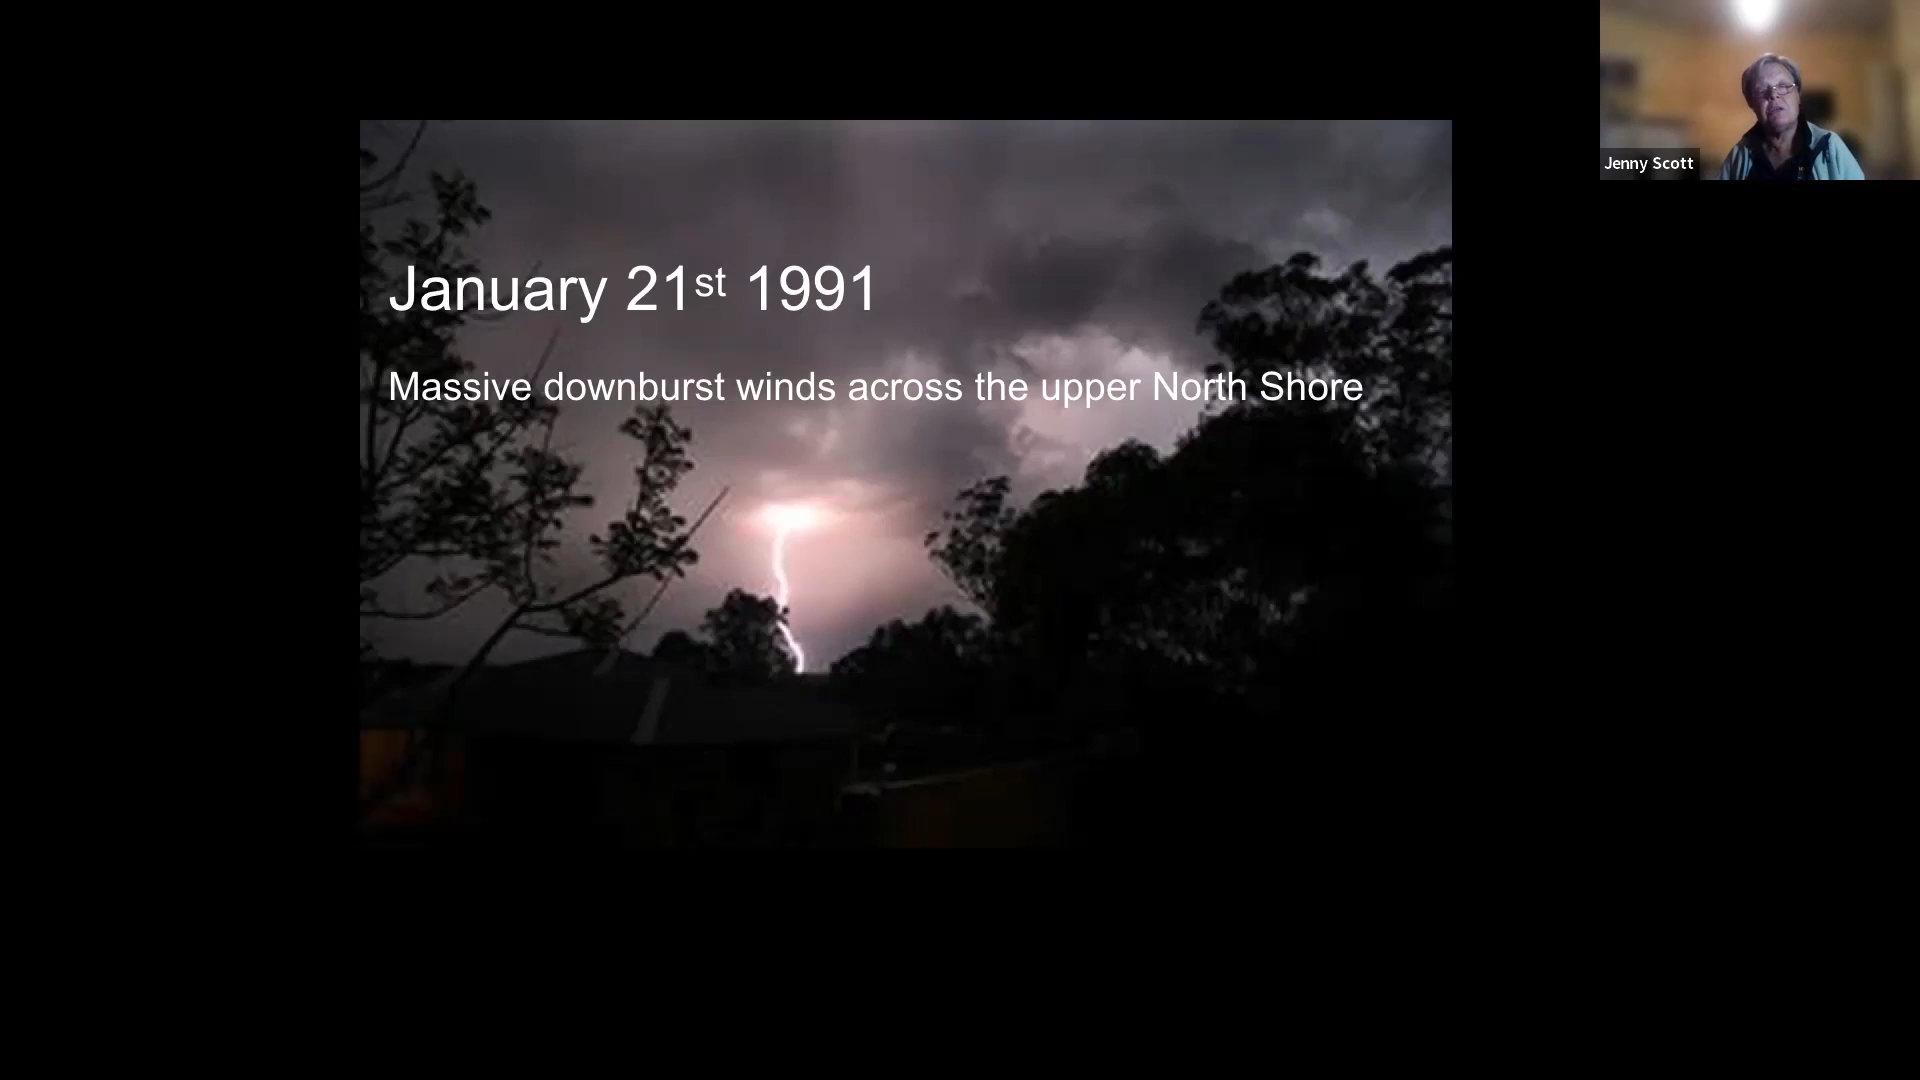 January 21st 1991
Massive downburst winds across the upper North Shore
Jenny Scott